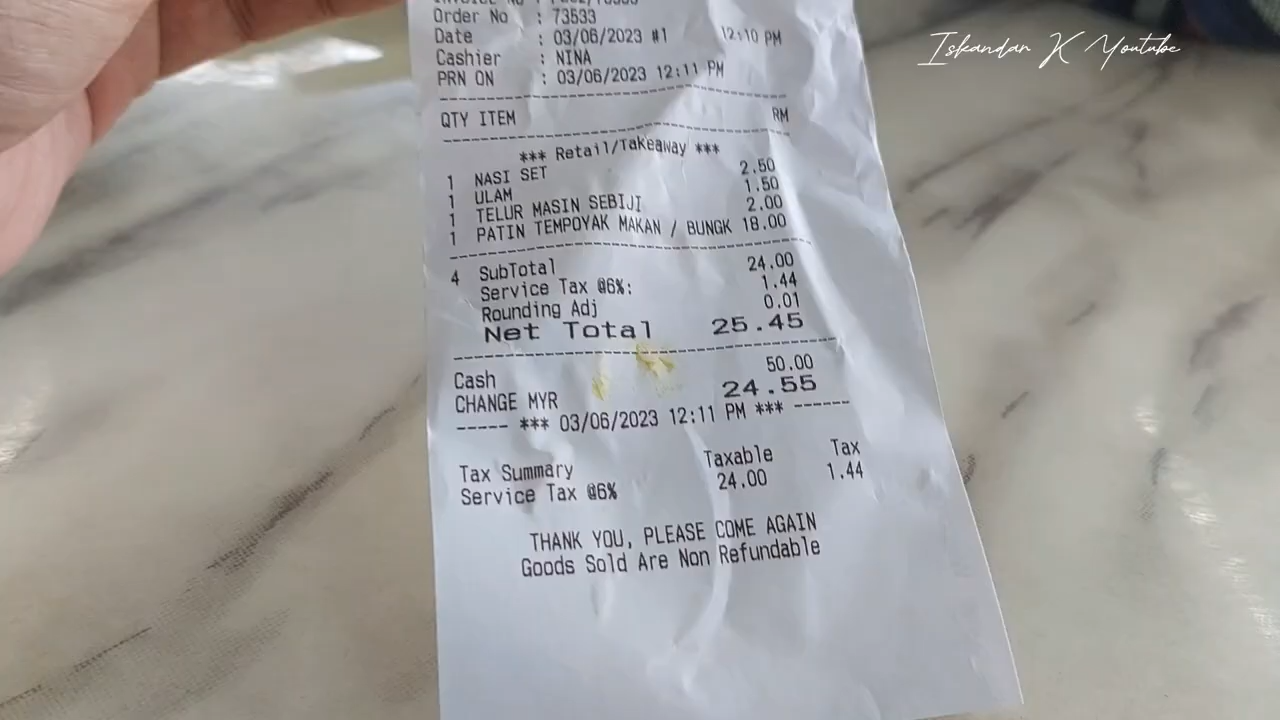 Order No : 73533
Date : 03/06/2023 #1 12:10 PM
Cashier : NINA
PRN ON : 03/06/2023 12:11 PM
QTY ITEM RM
*** Retail/Takeaway ***
1 NASI SET 2.50
1 ULAM 1.50
1 TELUR MASIN SEBIJI 2.00
1 PATIN TEMPOYAK MAKAN / BUNGK 18.00
4 SubTotal 24.00
Service Tax @6%: 1.44
Rounding Adj 0.01
Net Total 25.45
Cash 50.00
CHANGE MYR 24.55
----- *** 03/06/2023 12:11 PM *** ------
Tax Summary Taxable Tax
Service Tax @6% 24.00 1.44
THANK YOU, PLEASE COME AGAIN
Goods Sold Are Non Refundable
Iskandan K Youtube